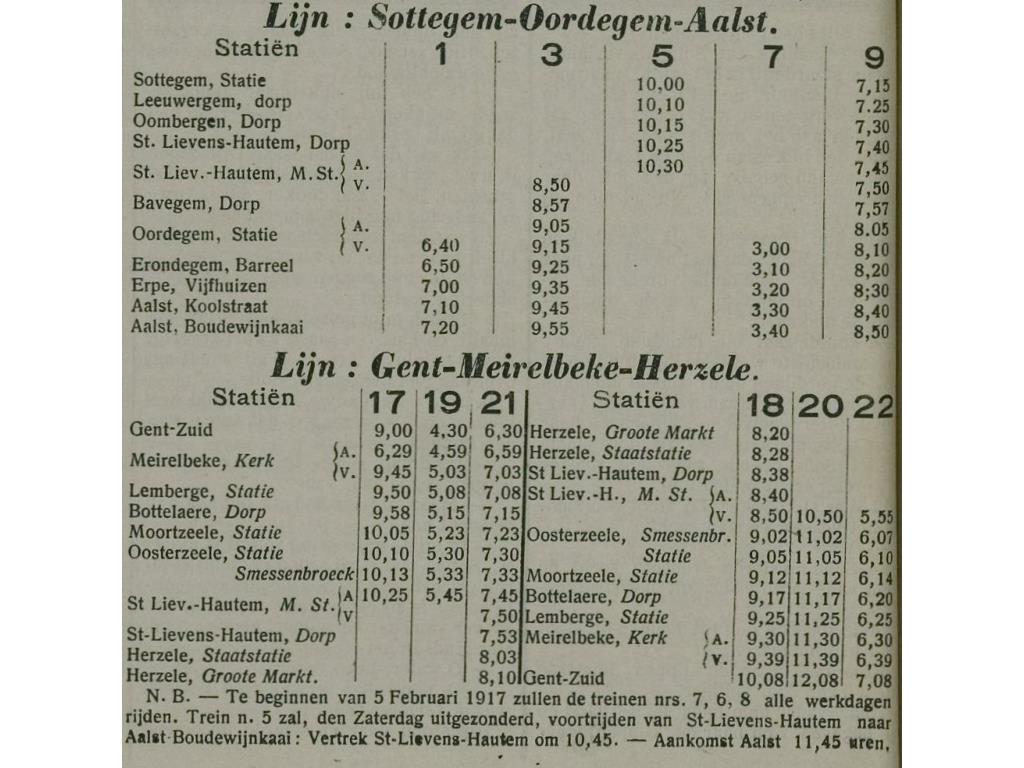 Lijn : Sottegem-Oordegem-Aalst.
Statiën 1 3 5 7 9
Sottegem, Statie 10,00 7,15
Leeuwergem, dorp 10,10 7.25
Oombergen, Dorp 10,15 7,30
St. Lievens-Hautem, Dorp 10,25 7,40
St. Liev.-Hautem, M. St. A. 10,30 7,45
V. 8,50 7,50
Bavegem, Dorp 8,57 7,57
Oordegem, Statie A. 9,05 8.05
V. 6,40 9,15 3,00 8,10
Erondegem, Barreel 6,50 9,25 3,10 8,20
Erpe, Vijfhuizen 7,00 9,35 3,20 8;30
Aalst, Koolstraat 7,10 9,45 3,30 8,40
Aalst, Boudewijnkaai 7,20 9,55 3,40 8,50
Lijn : Gent-Meirelbeke-Herzele.
Statiën 17 19 21 Statiën 18 20 22
Gent-Zuid 9,00 4,30 6,30 Herzele, Groote Markt 8,20
Meirelbeke, Kerk A. 6,29 4,59 6,59 Herzele, Staatstatie 8,28
V. 9,45 5,03 7,03 St Liev.-Hautem, Dorp 8,38
Lemberge, Statie 9,50 5,08 7,08 St Liev.-H., M. St. A. 8,40
Bottelaere, Dorp 9,58 5,15 7,15 V. 8,50 10,50 5,55
Moortzeele, Statie 10,05 5,23 7,23 Oosterzeele, Smessenbr. 9,02 11,02 6,07
Oosterzeele, Statie 10,10 5,30 7,30 Statie 9,05 11,05 6,10
Smessenbroeck 10,13 5,33 7,33 Moortzeele, Statie 9,12 11,12 6,14
St Liev.-Hautem, M. St. A 10,25 5,45 7,45 Bottelaere, Dorp 9,17 11,17 6,20
V 7,50 Lemberge, Statie 9,25 11,25 6,25
St-Lievens-Hautem, Dorp 7,53 Meirelbeke, Kerk A. 9,30 11,30 6,30
Herzele, Staatstatie 8,03 V. 9,39 11,39 6,39
Herzele, Groote Markt. 8,10 Gent-Zuid 10,08 12,08 7,08
N. B. — Te beginnen van 5 Februari 1917 zullen de treinen nrs. 7, 6, 8 alle werkdagen
rijden. Trein n. 5 zal, den Zaterdag uitgezonderd, voortrijden van St-Lievens-Hautem naar
Aalst-Boudewijnkaai : Vertrek St-Lievens-Hautem om 10,45. — Aankomst Aalst 11,45 uren,